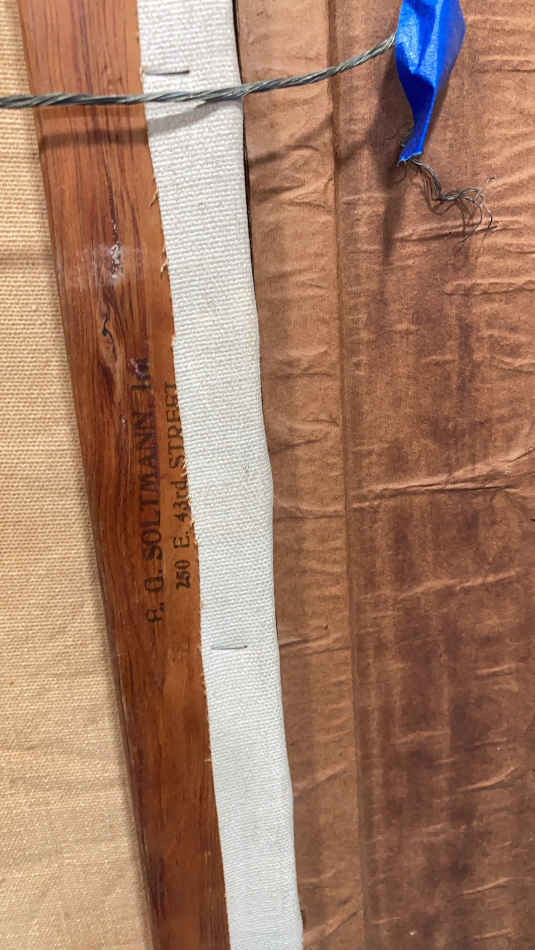 E. G. SOLTMANN, Inc
250 E. 43rd. STREET